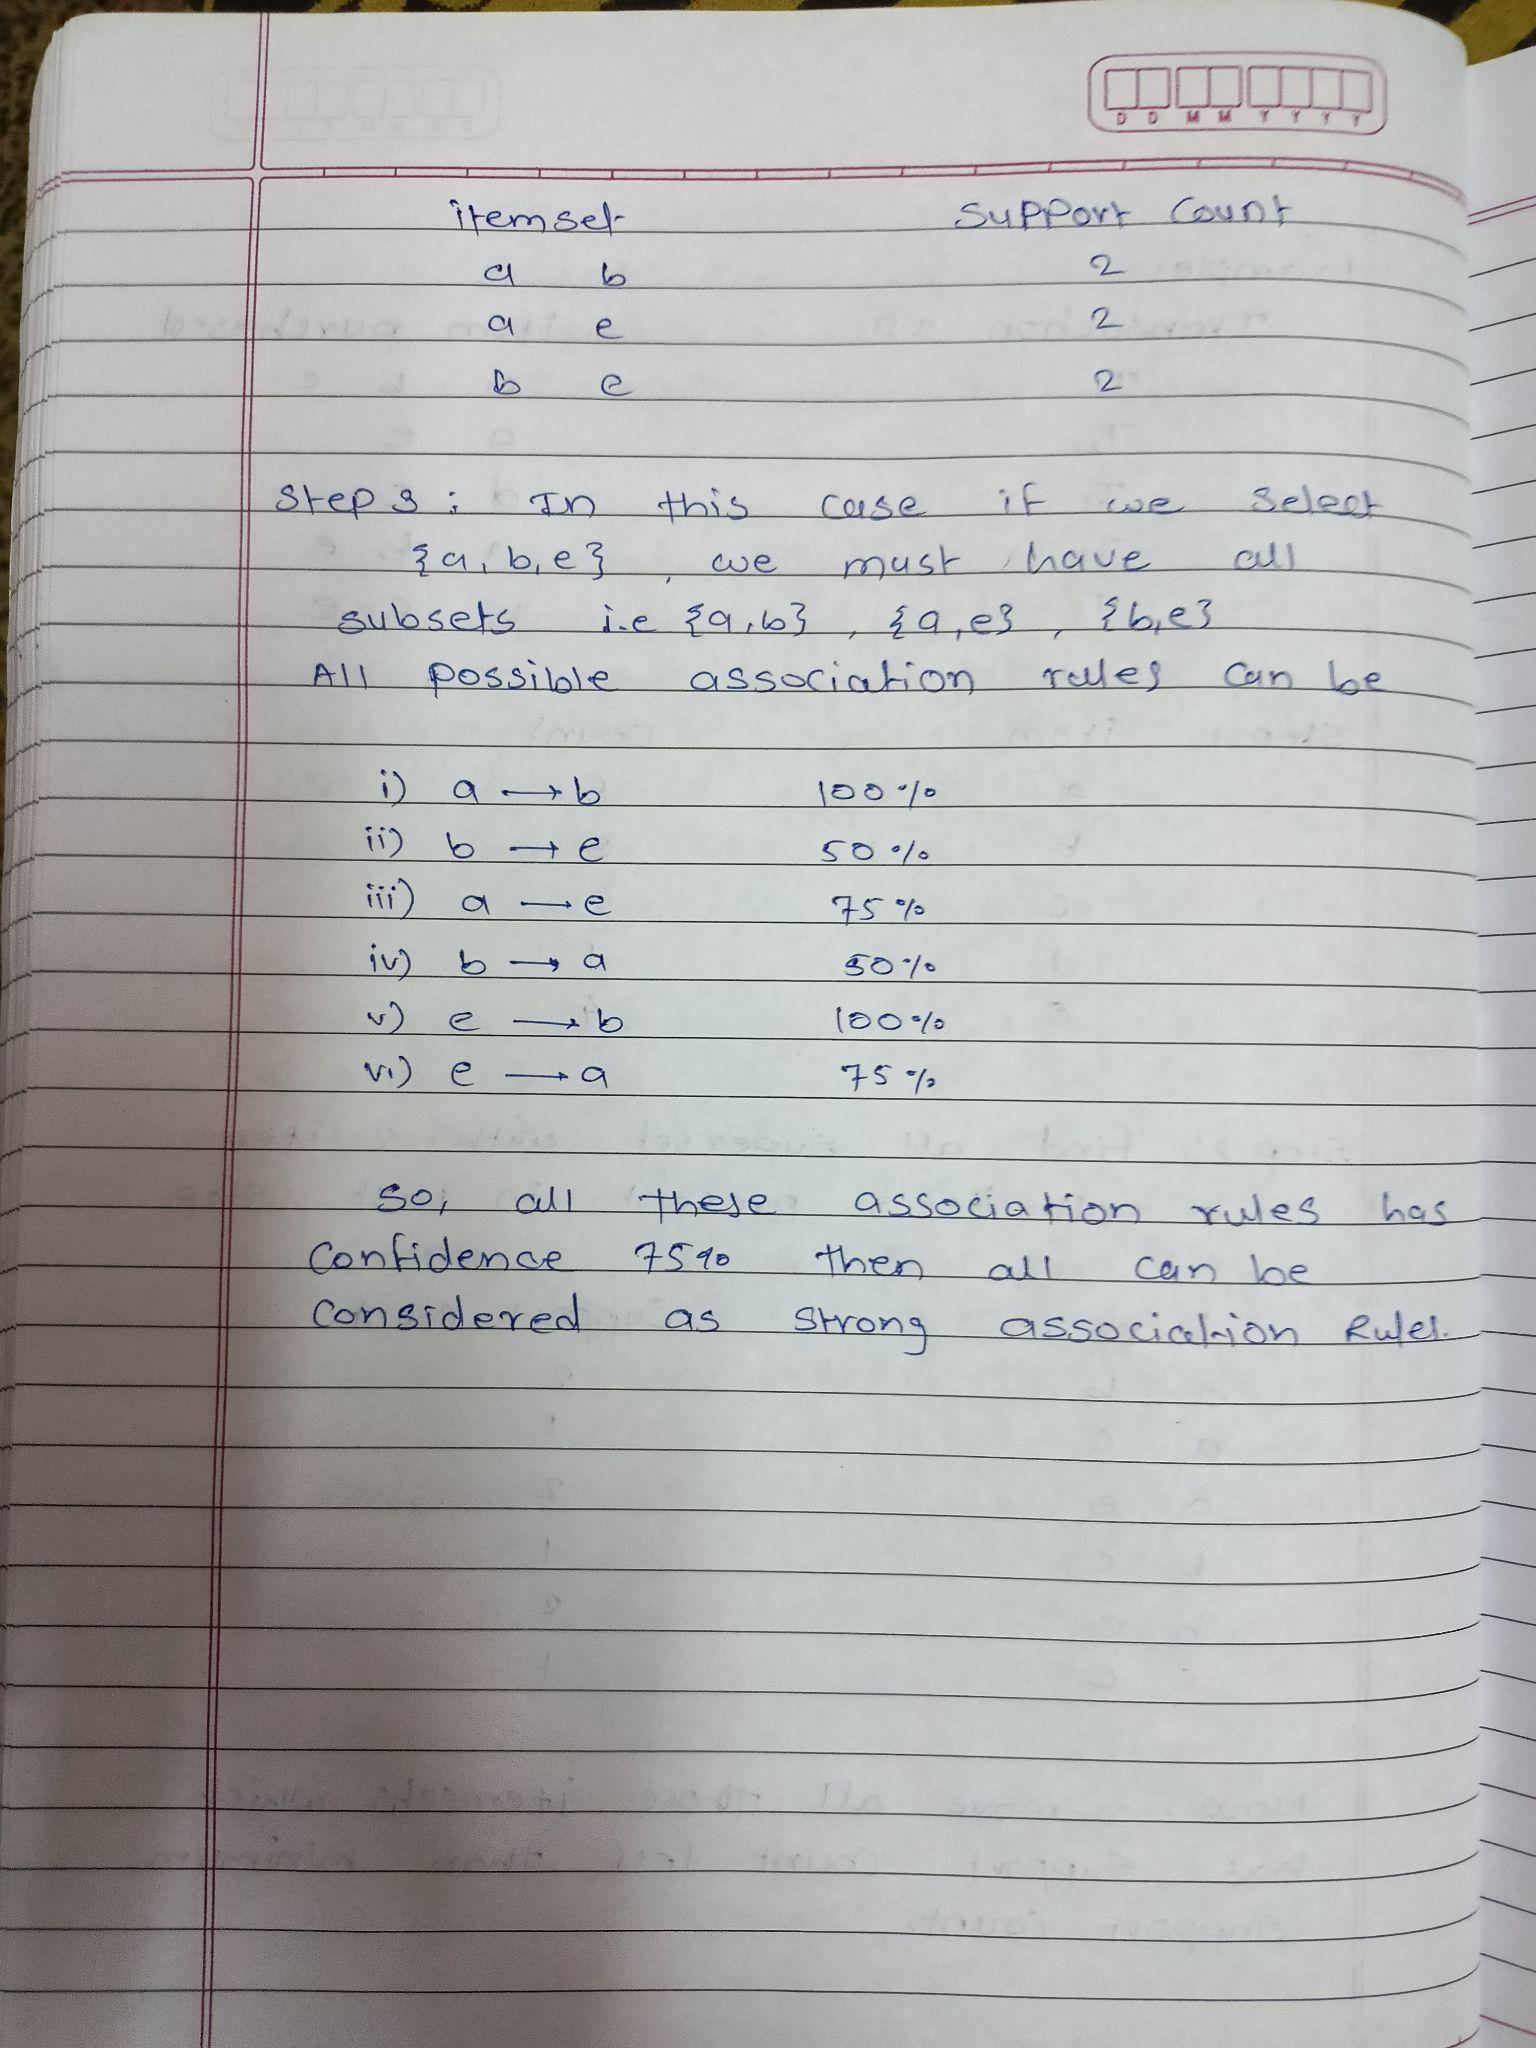 D D M M Y Y Y Y
itemset Support Count
a b 2
a e 2
b e 2
Step 3 : In this case if we select
{a, b, e} , we must have all
subsets i.e {a, b} , {a, e} , {b, e}
All possible association rules can be
i) a → b 100%
ii) b → e 50%
iii) a → e 75%
iv) b → a 50%
v) e → b 100%
vi) e → a 75%
So, all these association rules has
Confidence 75% then all can be
Considered as strong association Rules.